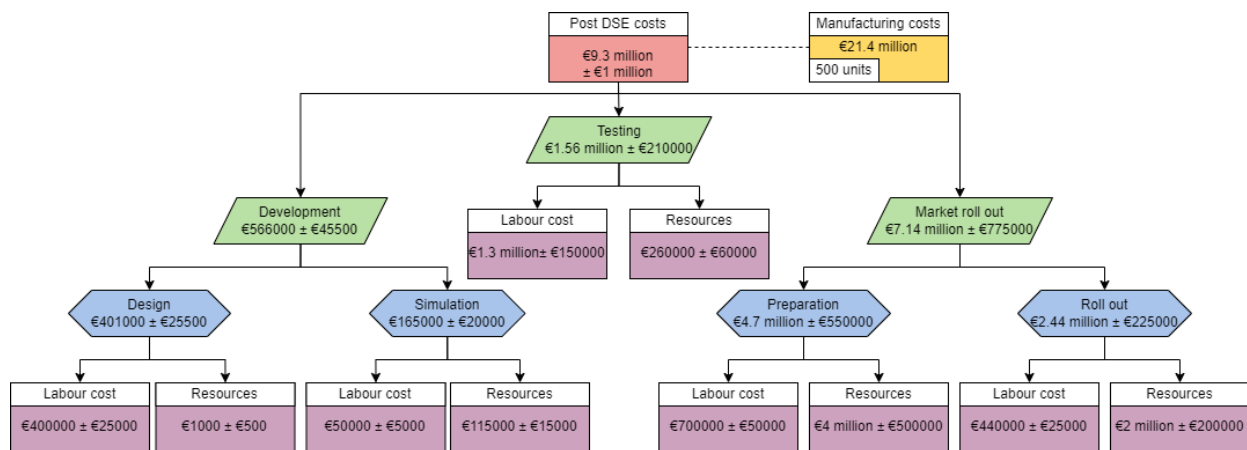 Post DSE costs
€9.3 million
± €1 million
Manufacturing costs
€21.4 million
500 units
Testing
€1.56 million ± €210000
Labour cost
€1.3 million± €150000
Resources
€260000 ± €60000
Development
€566000 ± €45500
Market roll out
€7.14 million ± €775000
Design
€401000 ± €25500
Simulation
€165000 ± €20000
Preparation
€4.7 million ± €550000
Roll out
€2.44 million ± €225000
Labour cost
€400000 ± €25000
Resources
€1000 ± €500
Labour cost
€50000 ± €5000
Resources
€115000 ± €15000
Labour cost
€700000 ± €50000
Resources
€4 million ± €500000
Labour cost
€440000 ± €25000
Resources
€2 million ± €200000